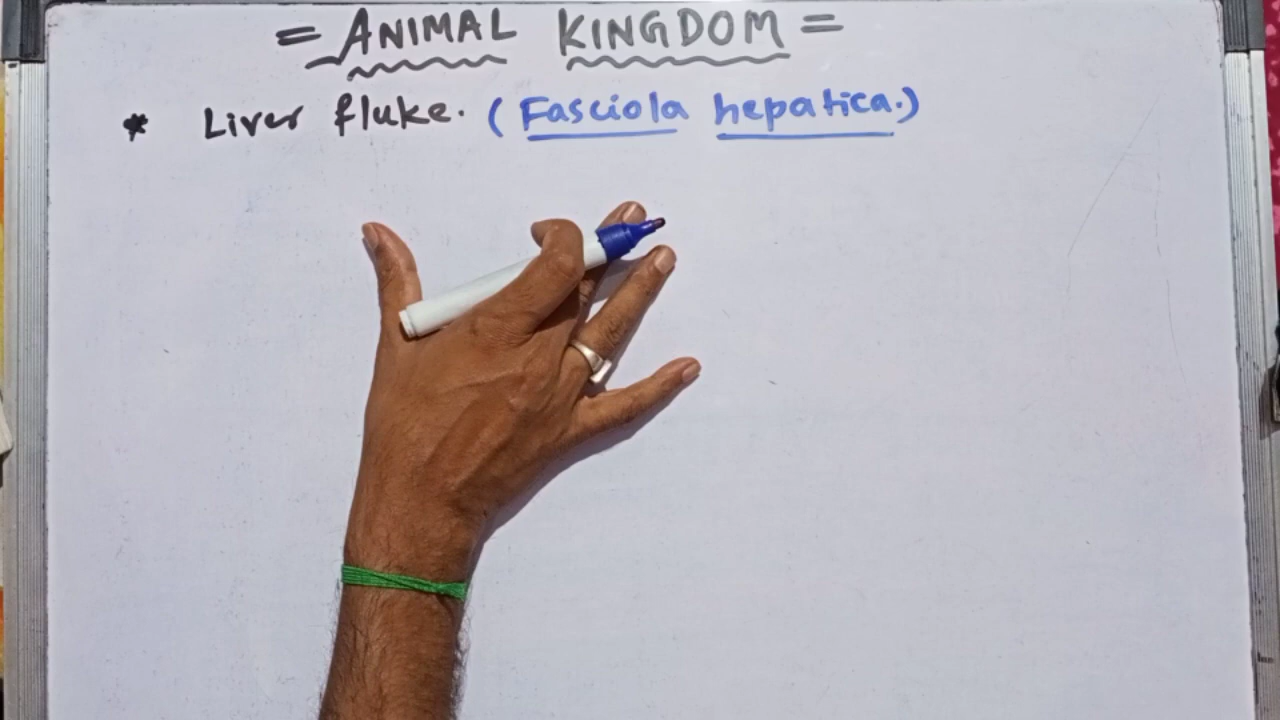 = ANIMAL KINGDOM =
* Liver fluke. (Fasciola hepatica.)